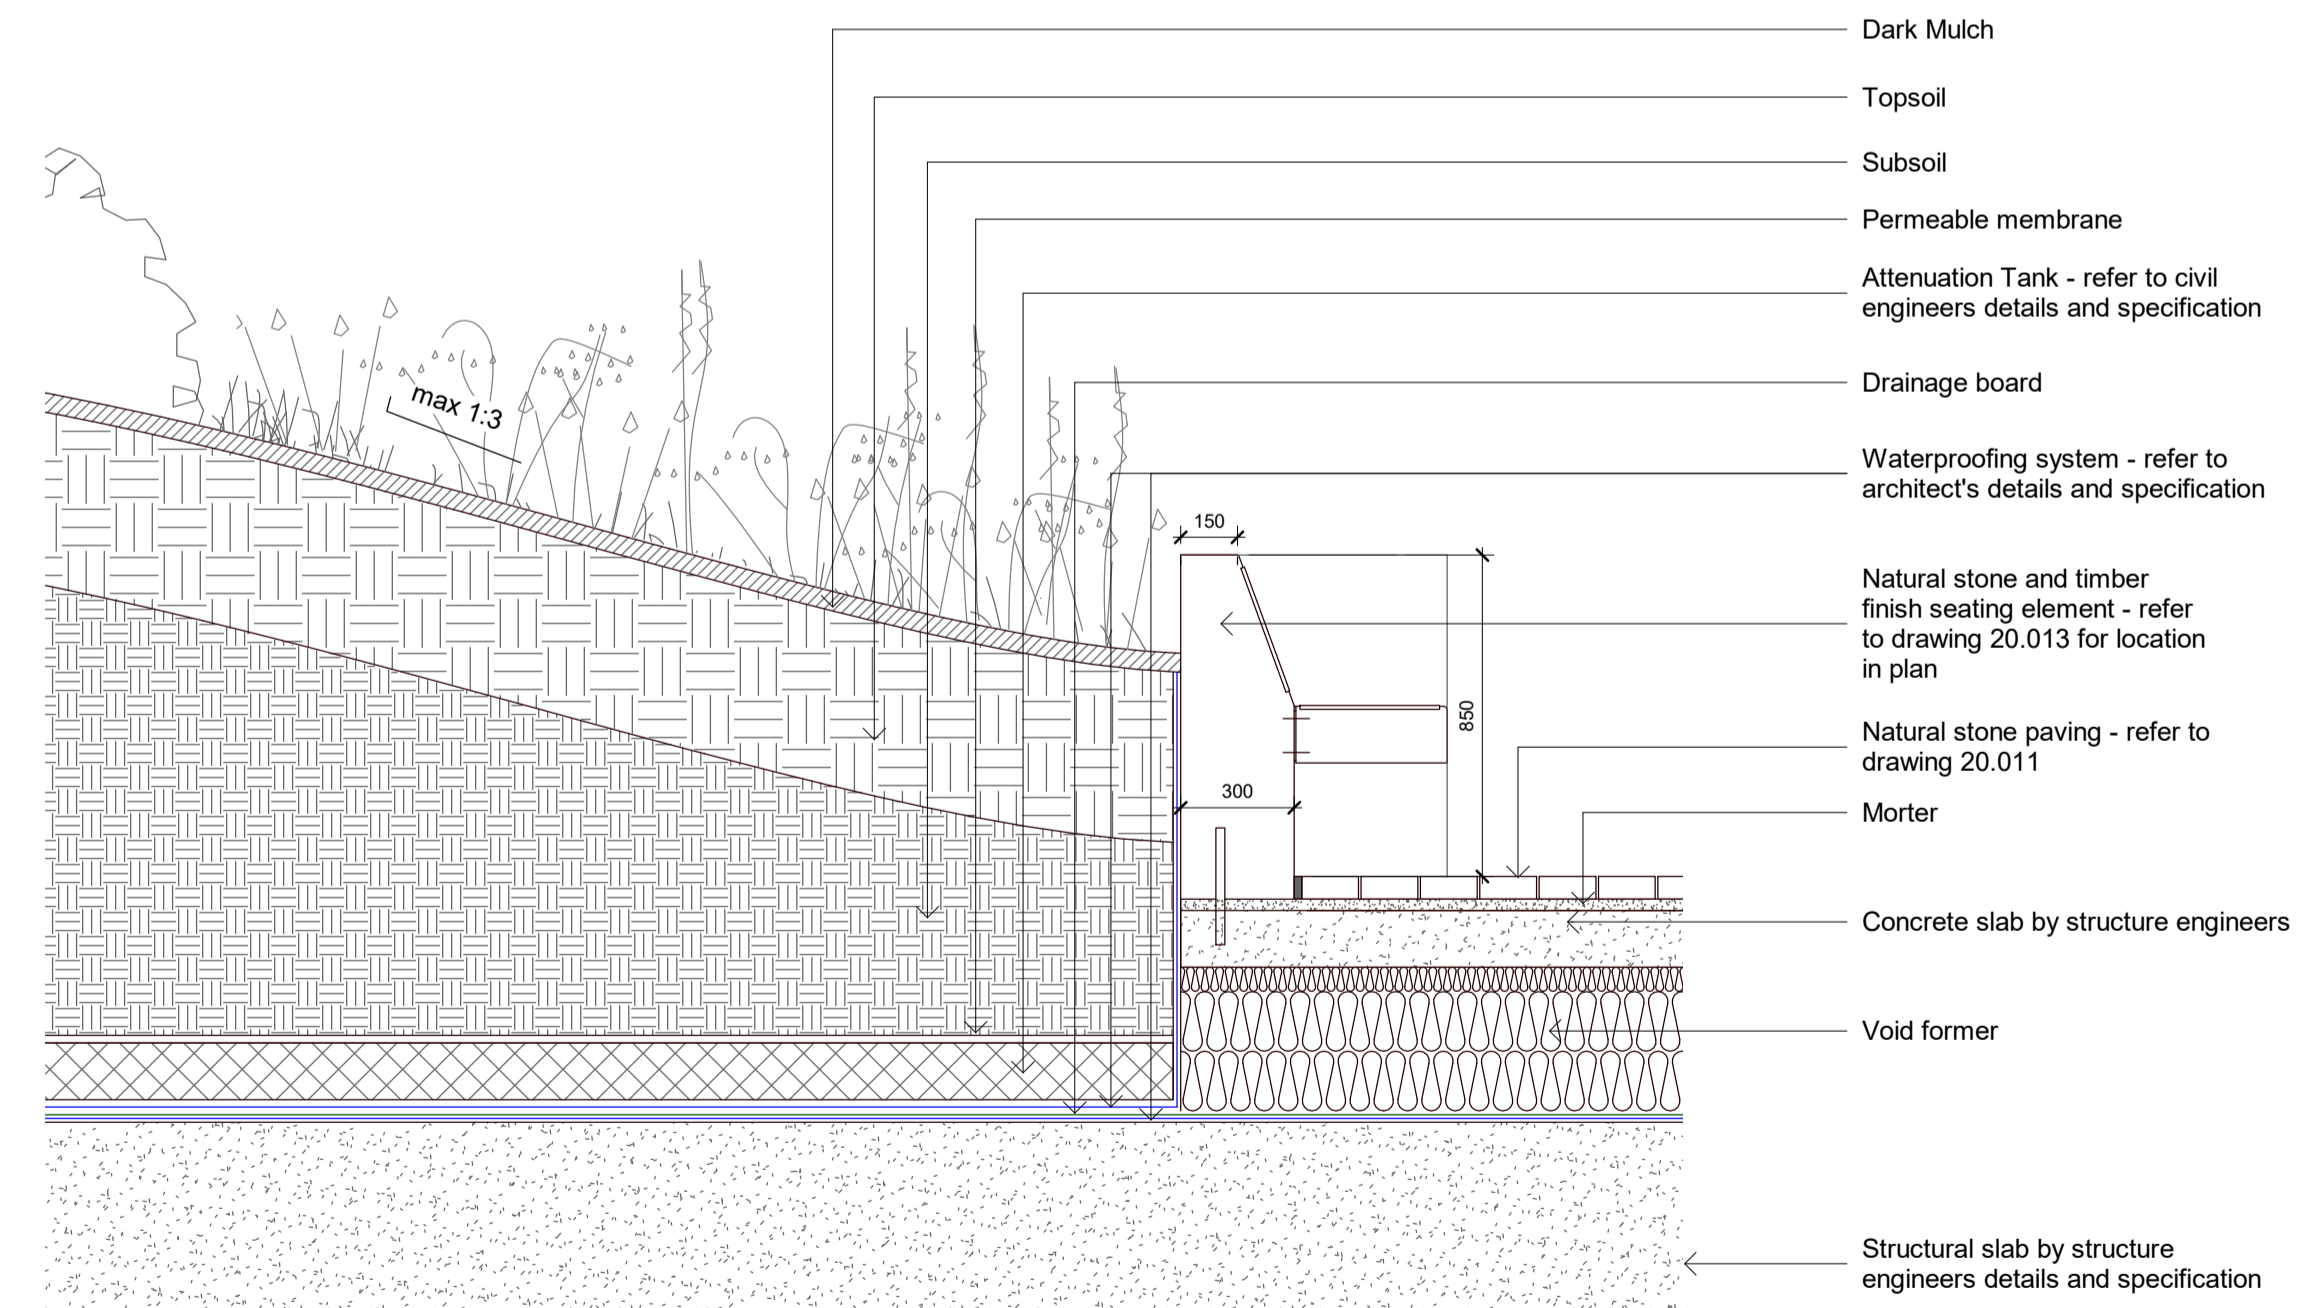 Dark Mulch
Topsoil
Subsoil
Permeable membrane
Attenuation Tank - refer to civil
engineers details and specification
max 1:3
Drainage board
Waterproofing system - refer to
architect's details and specification
150
Natural stone and timber
finish seating element - refer
to drawing 20.013 for location
in plan
850
Natural stone paving - refer to
drawing 20.011
300
Morter
Concrete slab by structure engineers
Void former
Structural slab by structure
engineers details and specification